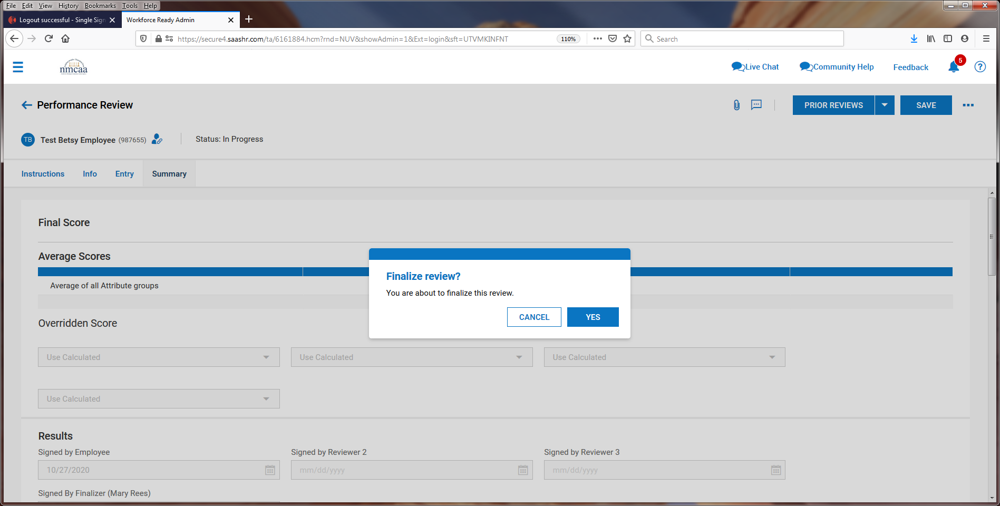 File Edit View History Bookmarks Tools Help
Logout successful - Single Sign
Workforce Ready Admin
https://secure4.saashr.com/ta/6161884.hcm?rnd=NUV&showAdmin=1&Ext=login&sft=UTVMKINFNT
110%
Search
nmcaa
Live Chat
Community Help
Feedback
5
Performance Review
PRIOR REVIEWS
SAVE
TB
Test Betsy Employee (987655)
Status: In Progress
Instructions
Info
Entry
Summary
Final Score
Average Scores
Average of all Attribute groups
Finalize review?
You are about to finalize this review.
CANCEL
YES
Overridden Score
Use Calculated
Use Calculated
Use Calculated
Use Calculated
Results
Signed by Employee
Signed by Reviewer 2
Signed by Reviewer 3
10/27/2020
mm/dd/yyyy
mm/dd/yyyy
Signed By Finalizer (Mary Rees)